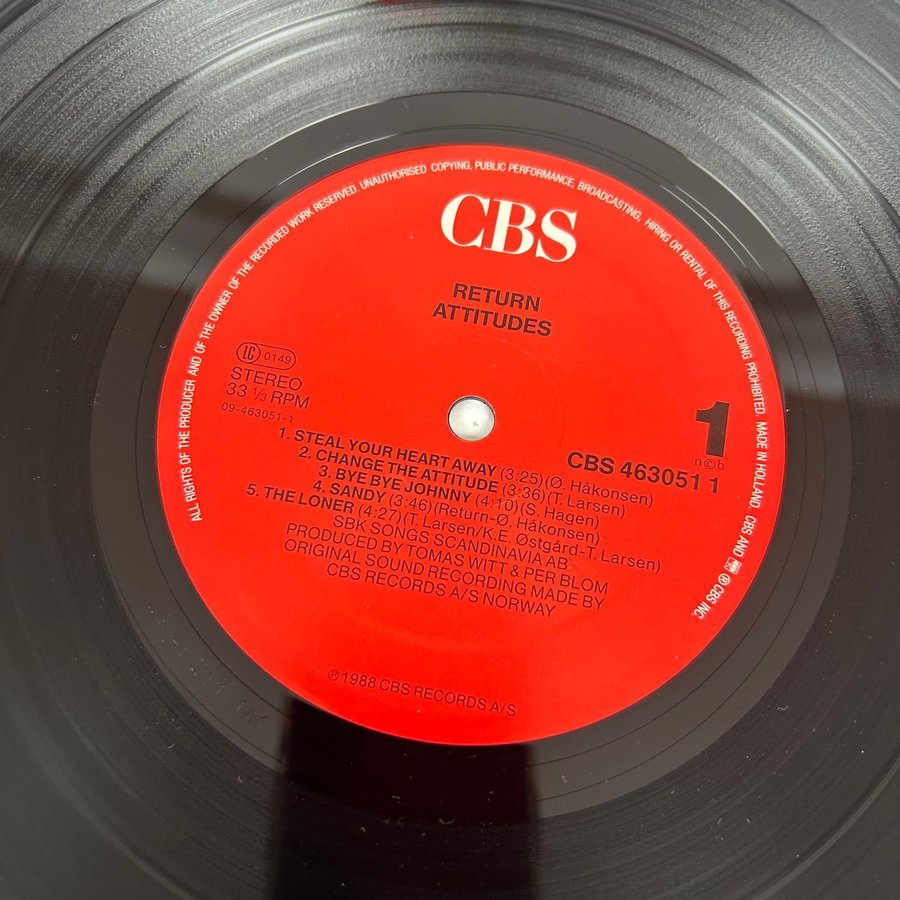 ALL RIGHTS OF THE PRODUCER AND OF THE OWNER OF THE RECORDED WORK RESERVED. UNAUTHORISED COPYING, PUBLIC PERFORMANCE, BROADCASTING, HIRING OR RENTAL OF THIS RECORDING PROHIBITED. MADE IN HOLLAND. CBS AND ® CBS INC.
CBS
RETURN
ATTITUDES
LC 0149
STEREO
33 1/3 RPM
09-463051-1
1
n©b
CBS 463051 1
1. STEAL YOUR HEART AWAY (3:25)(Ø. Håkonsen)
2. CHANGE THE ATTITUDE (3:36)(T. Larsen)
3. BYE BYE JOHNNY (4:10)(S. Hagen)
4. SANDY (3:46)(Return-Ø. Håkonsen)
5. THE LONER (4:27)(T. Larsen/K.E. Østgård-T. Larsen)
SBK SONGS SCANDINAVIA AB
PRODUCED BY TOMAS WITT & PER BLOM
ORIGINAL SOUND RECORDING MADE BY
CBS RECORDS A/S NORWAY
℗ 1988 CBS RECORDS A/S